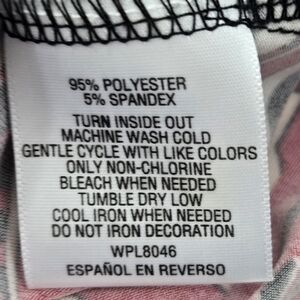 95% POLYESTER
5% SPANDEX
TURN INSIDE OUT
MACHINE WASH COLD
GENTLE CYCLE WITH LIKE COLORS
ONLY NON-CHLORINE
BLEACH WHEN NEEDED
TUMBLE DRY LOW
COOL IRON WHEN NEEDED
DO NOT IRON DECORATION
WPL8046
ESPAÑOL EN REVERSO